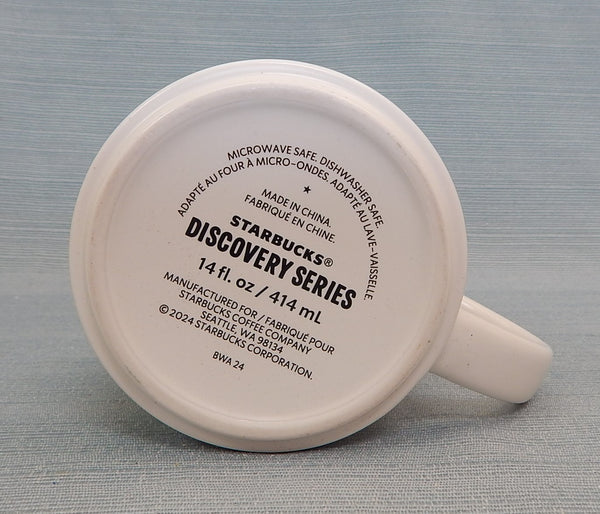 MICROWAVE SAFE. DISHWASHER SAFE.
ADAPTÉ AU FOUR À MICRO-ONDES. ADAPTÉ AU LAVE-VAISSELLE.
MADE IN CHINA.
FABRIQUÉ EN CHINE.
STARBUCKS®
DISCOVERY SERIES
14 fl. oz / 414 mL
MANUFACTURED FOR / FABRIQUÉ POUR
STARBUCKS COFFEE COMPANY
SEATTLE, WA 98134
© 2024 STARBUCKS CORPORATION.
BWA 24